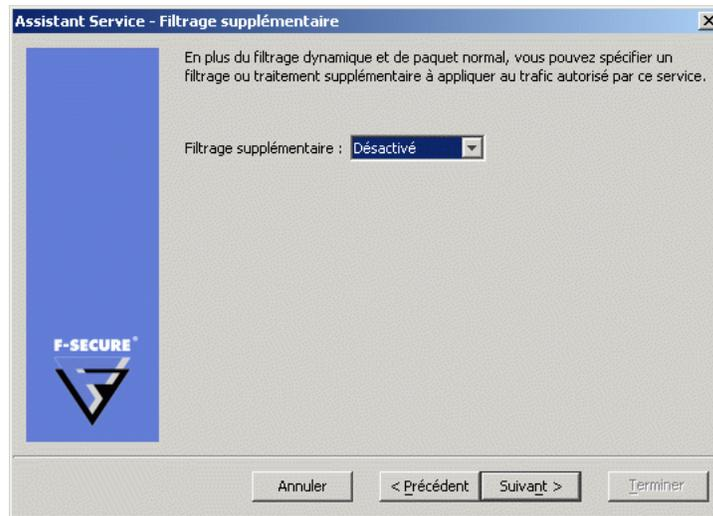 Assistant Service - Filtrage supplémentaire
En plus du filtrage dynamique et de paquet normal, vous pouvez spécifier un
filtrage ou traitement supplémentaire à appliquer au trafic autorisé par ce service.
Filtrage supplémentaire : Désactivé
F-SECURE®
Annuler < Précédent Suivant > Terminer